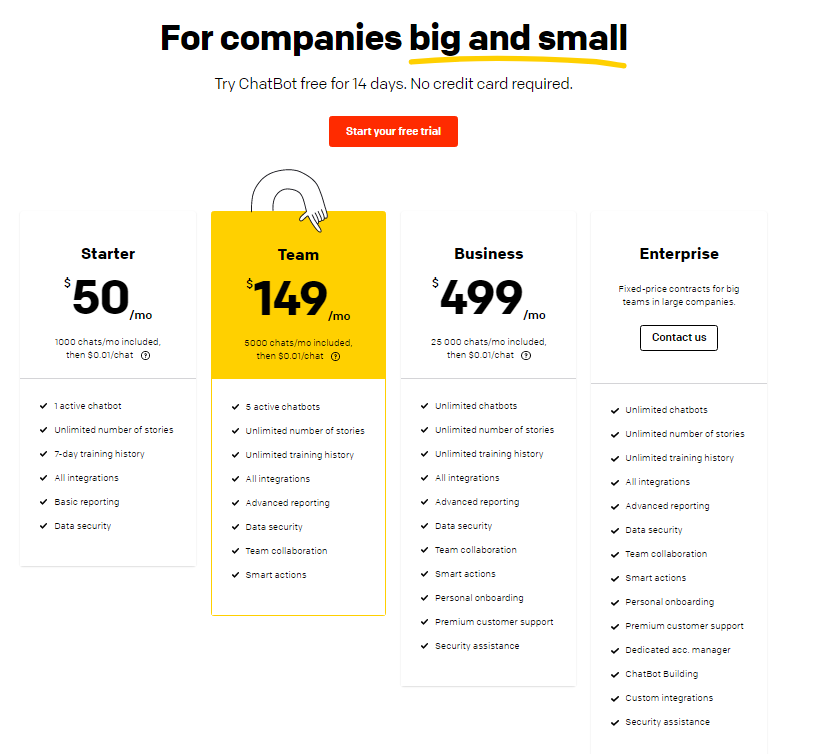 For companies big and small
Try ChatBot free for 14 days. No credit card required.
Start your free trial
Starter
$50/mo
1000 chats/mo included,
then $0.01/chat ?
1 active chatbot
Unlimited number of stories
7-day training history
All integrations
Basic reporting
Data security
Team
$149/mo
5000 chats/mo included,
then $0.01/chat ?
5 active chatbots
Unlimited number of stories
Unlimited training history
All integrations
Advanced reporting
Data security
Team collaboration
Smart actions
Business
$499/mo
25 000 chats/mo included,
then $0.01/chat ?
Unlimited chatbots
Unlimited number of stories
Unlimited training history
All integrations
Advanced reporting
Data security
Team collaboration
Smart actions
Personal onboarding
Premium customer support
Security assistance
Enterprise
Fixed-price contracts for big
teams in large companies.
Contact us
Unlimited chatbots
Unlimited number of stories
Unlimited training history
All integrations
Advanced reporting
Data security
Team collaboration
Smart actions
Personal onboarding
Premium customer support
Dedicated acc. manager
ChatBot Building
Custom integrations
Security assistance